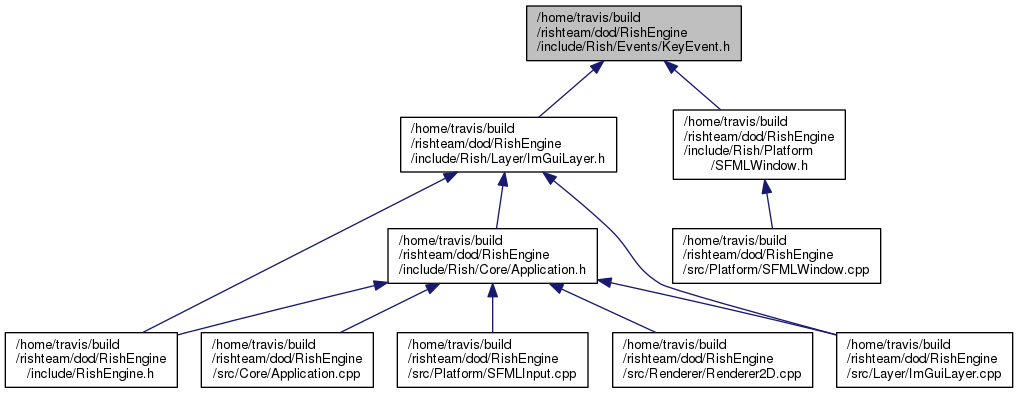 /home/travis/build
/rishteam/dod/RishEngine
/include/Rish/Events/KeyEvent.h
/home/travis/build
/rishteam/dod/RishEngine
/include/Rish/Layer/ImGuiLayer.h
/home/travis/build
/rishteam/dod/RishEngine
/include/Rish/Platform
/SFMLWindow.h
/home/travis/build
/rishteam/dod/RishEngine
/include/Rish/Core/Application.h
/home/travis/build
/rishteam/dod/RishEngine
/src/Platform/SFMLWindow.cpp
/home/travis/build
/rishteam/dod/RishEngine
/include/RishEngine.h
/home/travis/build
/rishteam/dod/RishEngine
/src/Core/Application.cpp
/home/travis/build
/rishteam/dod/RishEngine
/src/Platform/SFMLInput.cpp
/home/travis/build
/rishteam/dod/RishEngine
/src/Renderer/Renderer2D.cpp
/home/travis/build
/rishteam/dod/RishEngine
/src/Layer/ImGuiLayer.cpp